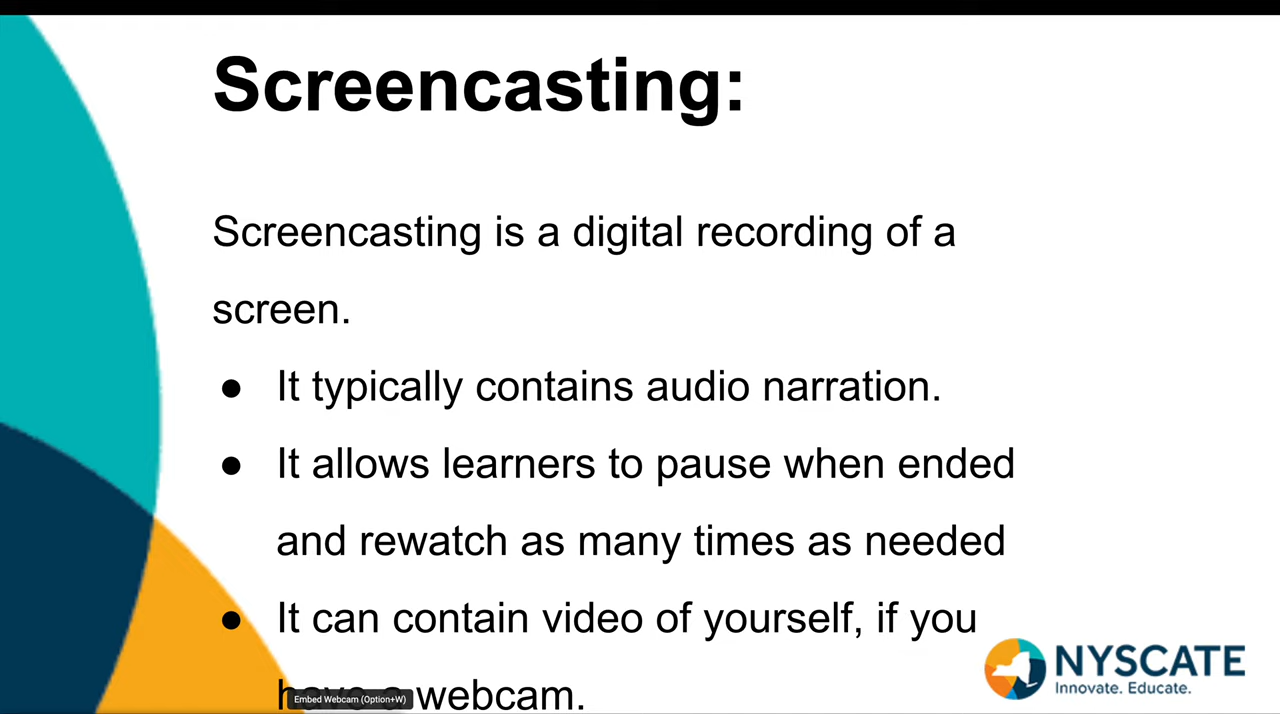 Screencasting:
Screencasting is a digital recording of a
screen.
● It typically contains audio narration.
● It allows learners to pause when ended
and rewatch as many times as needed
● It can contain video of yourself, if you
have a webcam.
Embed Webcam (Option+W)
NYSCATE
Innovate. Educate.